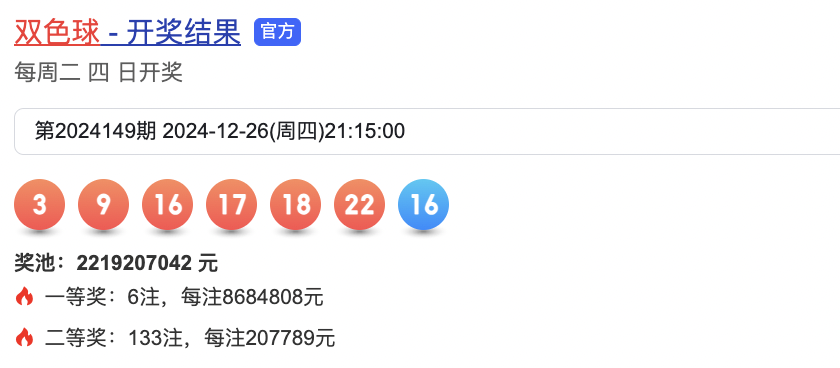 双色球 - 开奖结果 官方
每周二 四 日开奖
第2024149期 2024-12-26(周四)21:15:00
3 9 16 17 18 22 16
奖池：2219207042 元
一等奖：6注，每注8684808元
二等奖：133注，每注207789元